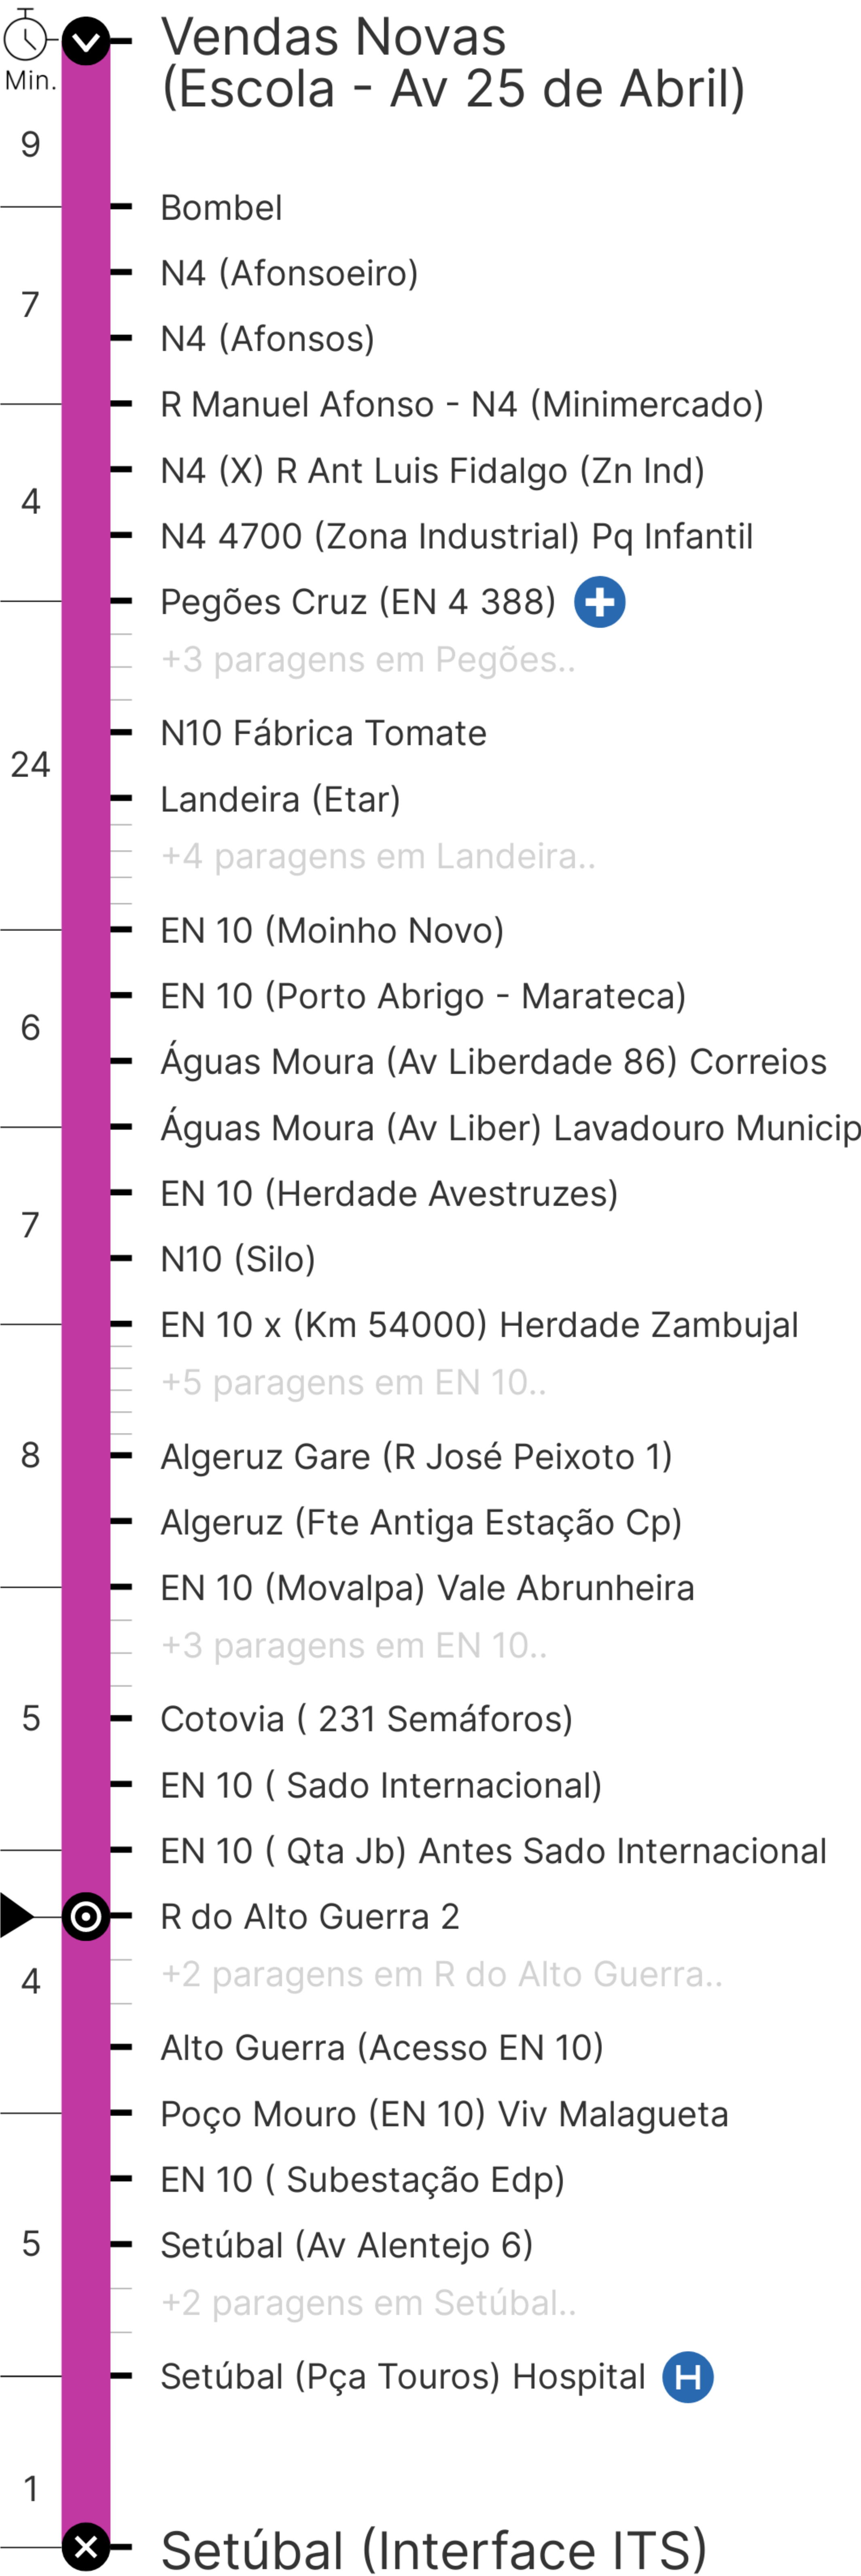 Vendas Novas
(Escola - Av 25 de Abril)
Min.
9
Bombel
N4 (Afonsoeiro)
7
N4 (Afonsos)
R Manuel Afonso - N4 (Minimercado)
N4 (X) R Ant Luis Fidalgo (Zn Ind)
4
N4 4700 (Zona Industrial) Pq Infantil
Pegões Cruz (EN 4 388)
+3 paragens em Pegões..
N10 Fábrica Tomate
24
Landeira (Etar)
+4 paragens em Landeira..
EN 10 (Moinho Novo)
EN 10 (Porto Abrigo - Marateca)
6
Águas Moura (Av Liberdade 86) Correios
Águas Moura (Av Liber) Lavadouro Municip
EN 10 (Herdade Avestruzes)
7
N10 (Silo)
EN 10 x (Km 54000) Herdade Zambujal
+5 paragens em EN 10..
8
Algeruz Gare (R José Peixoto 1)
Algeruz (Fte Antiga Estação Cp)
EN 10 (Movalpa) Vale Abrunheira
+3 paragens em EN 10..
5
Cotovia ( 231 Semáforos)
EN 10 ( Sado Internacional)
EN 10 ( Qta Jb) Antes Sado Internacional
R do Alto Guerra 2
+2 paragens em R do Alto Guerra..
4
Alto Guerra (Acesso EN 10)
Poço Mouro (EN 10) Viv Malagueta
EN 10 ( Subestação Edp)
5
Setúbal (Av Alentejo 6)
+2 paragens em Setúbal..
Setúbal (Pça Touros) Hospital H
1
Setúbal (Interface ITS)